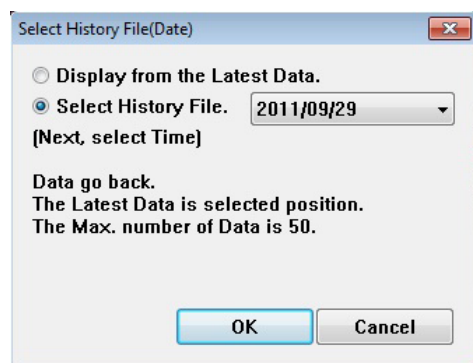 Select History File(Date)
Display from the Latest Data.
Select History File. 2011/09/29
(Next, select Time)
Data go back.
The Latest Data is selected position.
The Max. number of Data is 50.
OK Cancel